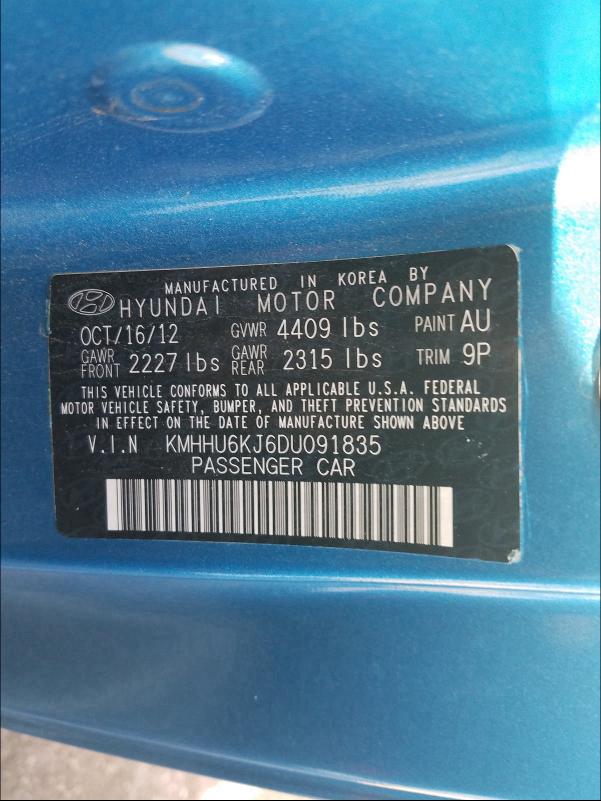 MANUFACTURED IN KOREA BY
HYUNDAI MOTOR COMPANY
OCT/16/12 GVWR 4409 lbs PAINT AU
GAWR FRONT 2227 lbs GAWR REAR 2315 lbs TRIM 9P
THIS VEHICLE CONFORMS TO ALL APPLICABLE U.S.A. FEDERAL
MOTOR VEHICLE SAFETY, BUMPER, AND THEFT PREVENTION STANDARDS
IN EFFECT ON THE DATE OF MANUFACTURE SHOWN ABOVE
V.I.N KMHHU6KJ6DU091835
PASSENGER CAR